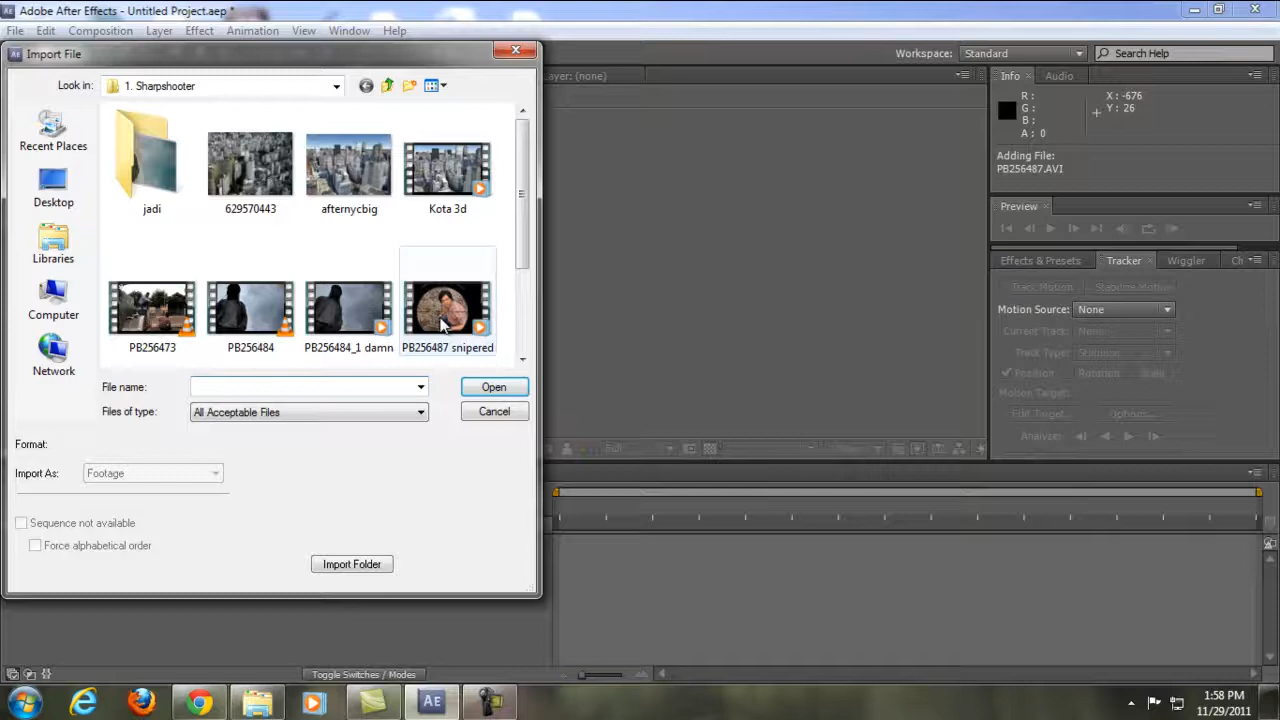 Adobe After Effects - Untitled Project.aep *
File Edit Composition Layer Effect Animation View Window Help
Import File
Look in: 1. Sharpshooter
Recent Places
Desktop
Libraries
Computer
Network
jadi
629570443
afternycbig
Kota 3d
PB256473
PB256484
PB256484_1 damn
PB256487 snipered
File name:
Open
Files of type: All Acceptable Files
Cancel
Format:
Import As: Footage
Sequence not available
Force alphabetical order
Import Folder
Layer: (none)
Workspace: Standard
Search Help
Info Audio
R :
G :
B :
A : 0
X : -676
Y : 26
Adding File:
PB256487.AVI
Preview
Effects & Presets Tracker Wiggler Ch
Track Motion Stabilize Motion
Motion Source: None
Current Track: None
Track Type: Stabilize
Position Rotation Scale
Motion Target:
Edit Target... Options...
Analyze:
Full
Toggle Switches / Modes
Ae
1:58 PM
11/29/2011